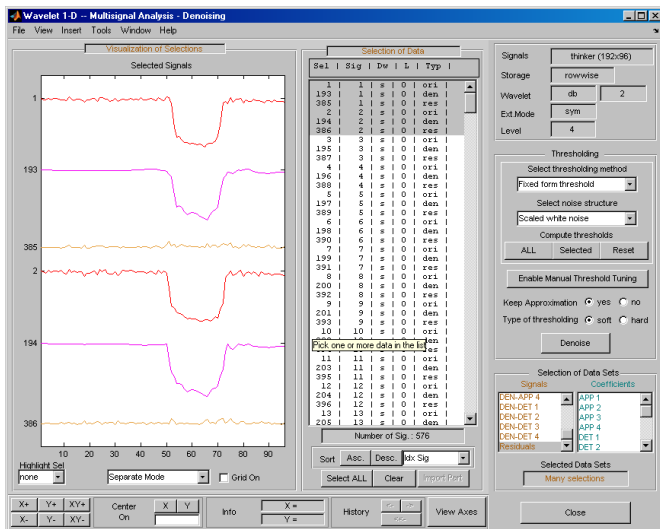 Wavelet 1-D -- Multisignal Analysis - Denoising
File View Insert Tools Window Help
Visualization of Selections
Selected Signals
1
193
385
2
194
386
10 20 30 40 50 60 70 80 90
Highlight Sel
none
Separate Mode
Grid On
Selection of Data
Sel | Sig | Dw | L | Typ |
1 | 1 | s | 0 | ori |
193 | 1 | s | 0 | den |
385 | 1 | s | 0 | res |
2 | 2 | s | 0 | ori |
194 | 2 | s | 0 | den |
386 | 2 | s | 0 | res |
3 | 3 | s | 0 | ori |
195 | 3 | s | 0 | den |
387 | 3 | s | 0 | res |
4 | 4 | s | 0 | ori |
196 | 4 | s | 0 | den |
388 | 4 | s | 0 | res |
5 | 5 | s | 0 | ori |
197 | 5 | s | 0 | den |
389 | 5 | s | 0 | res |
6 | 6 | s | 0 | ori |
198 | 6 | s | 0 | den |
390 | 6 | s | 0 | res |
7 | 7 | s | 0 | ori |
199 | 7 | s | 0 | den |
391 | 7 | s | 0 | res |
8 | 8 | s | 0 | ori |
200 | 8 | s | 0 | den |
392 | 8 | s | 0 | res |
9 | 9 | s | 0 | ori |
201 | 9 | s | 0 | den |
393 | 9 | s | 0 | res |
10 | 10 | s | 0 | ori |
Pick one or more data in the list
11 | 11 | s | 0 | ori |
203 | 11 | s | 0 | den |
395 | 11 | s | 0 | res |
12 | 12 | s | 0 | ori |
204 | 12 | s | 0 | den |
396 | 12 | s | 0 | res |
13 | 13 | s | 0 | ori |
205 | 13 | s | 0 | den |
Number of Sig. : 576
Sort Asc. Desc. Idx Sig
Select ALL Clear Import Part
Signals thinker (192x96)
Storage rowwise
Wavelet db 2
Ext.Mode sym
Level 4
Thresholding
Select thresholding method
Fixed form threshold
Select noise structure
Scaled white noise
Compute thresholds
ALL Selected Reset
Enable Manual Threshold Tuning
Keep Approximation yes no
Type of thresholding soft hard
Denoise
Selection of Data Sets
Signals Coefficients
DEN-APP 4 APP 1
DEN-DET 1 APP 2
DEN-DET 2 APP 3
DEN-DET 3 APP 4
DEN-DET 4 DET 1
Residuals DET 2
Selected Data Sets
Many selections
X+ Y+ XY+
X- Y- XY-
Center On X Y
Info X =
Y =
History
View Axes
Close